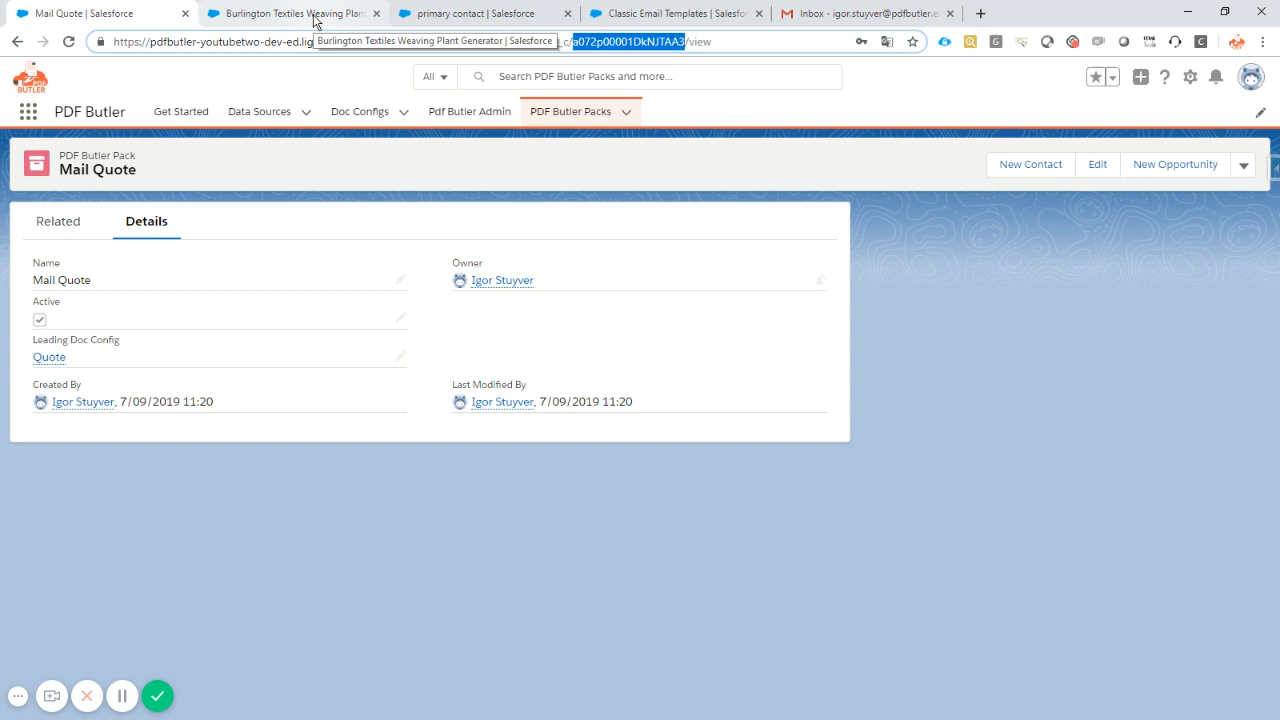 Mail Quote | Salesforce
Burlington Textiles Weaving Plant
primary contact | Salesforce
Classic Email Templates | Salesfo
Inbox - igor.stuyver@pdfbutler.e
https://pdfbutler-youtubetwo-dev-ed.lig
Burlington Textiles Weaving Plant Generator | Salesforce
_c/a072p00001DkNJTAA3/view
PDF BUTLER
All
Search PDF Butler Packs and more...
PDF Butler
Get Started
Data Sources
Doc Configs
Pdf Butler Admin
PDF Butler Packs
PDF Butler Pack
Mail Quote
New Contact
Edit
New Opportunity
Related
Details
Name
Mail Quote
Owner
Igor Stuyver
Active
Leading Doc Config
Quote
Created By
Igor Stuyver, 7/09/2019 11:20
Last Modified By
Igor Stuyver, 7/09/2019 11:20